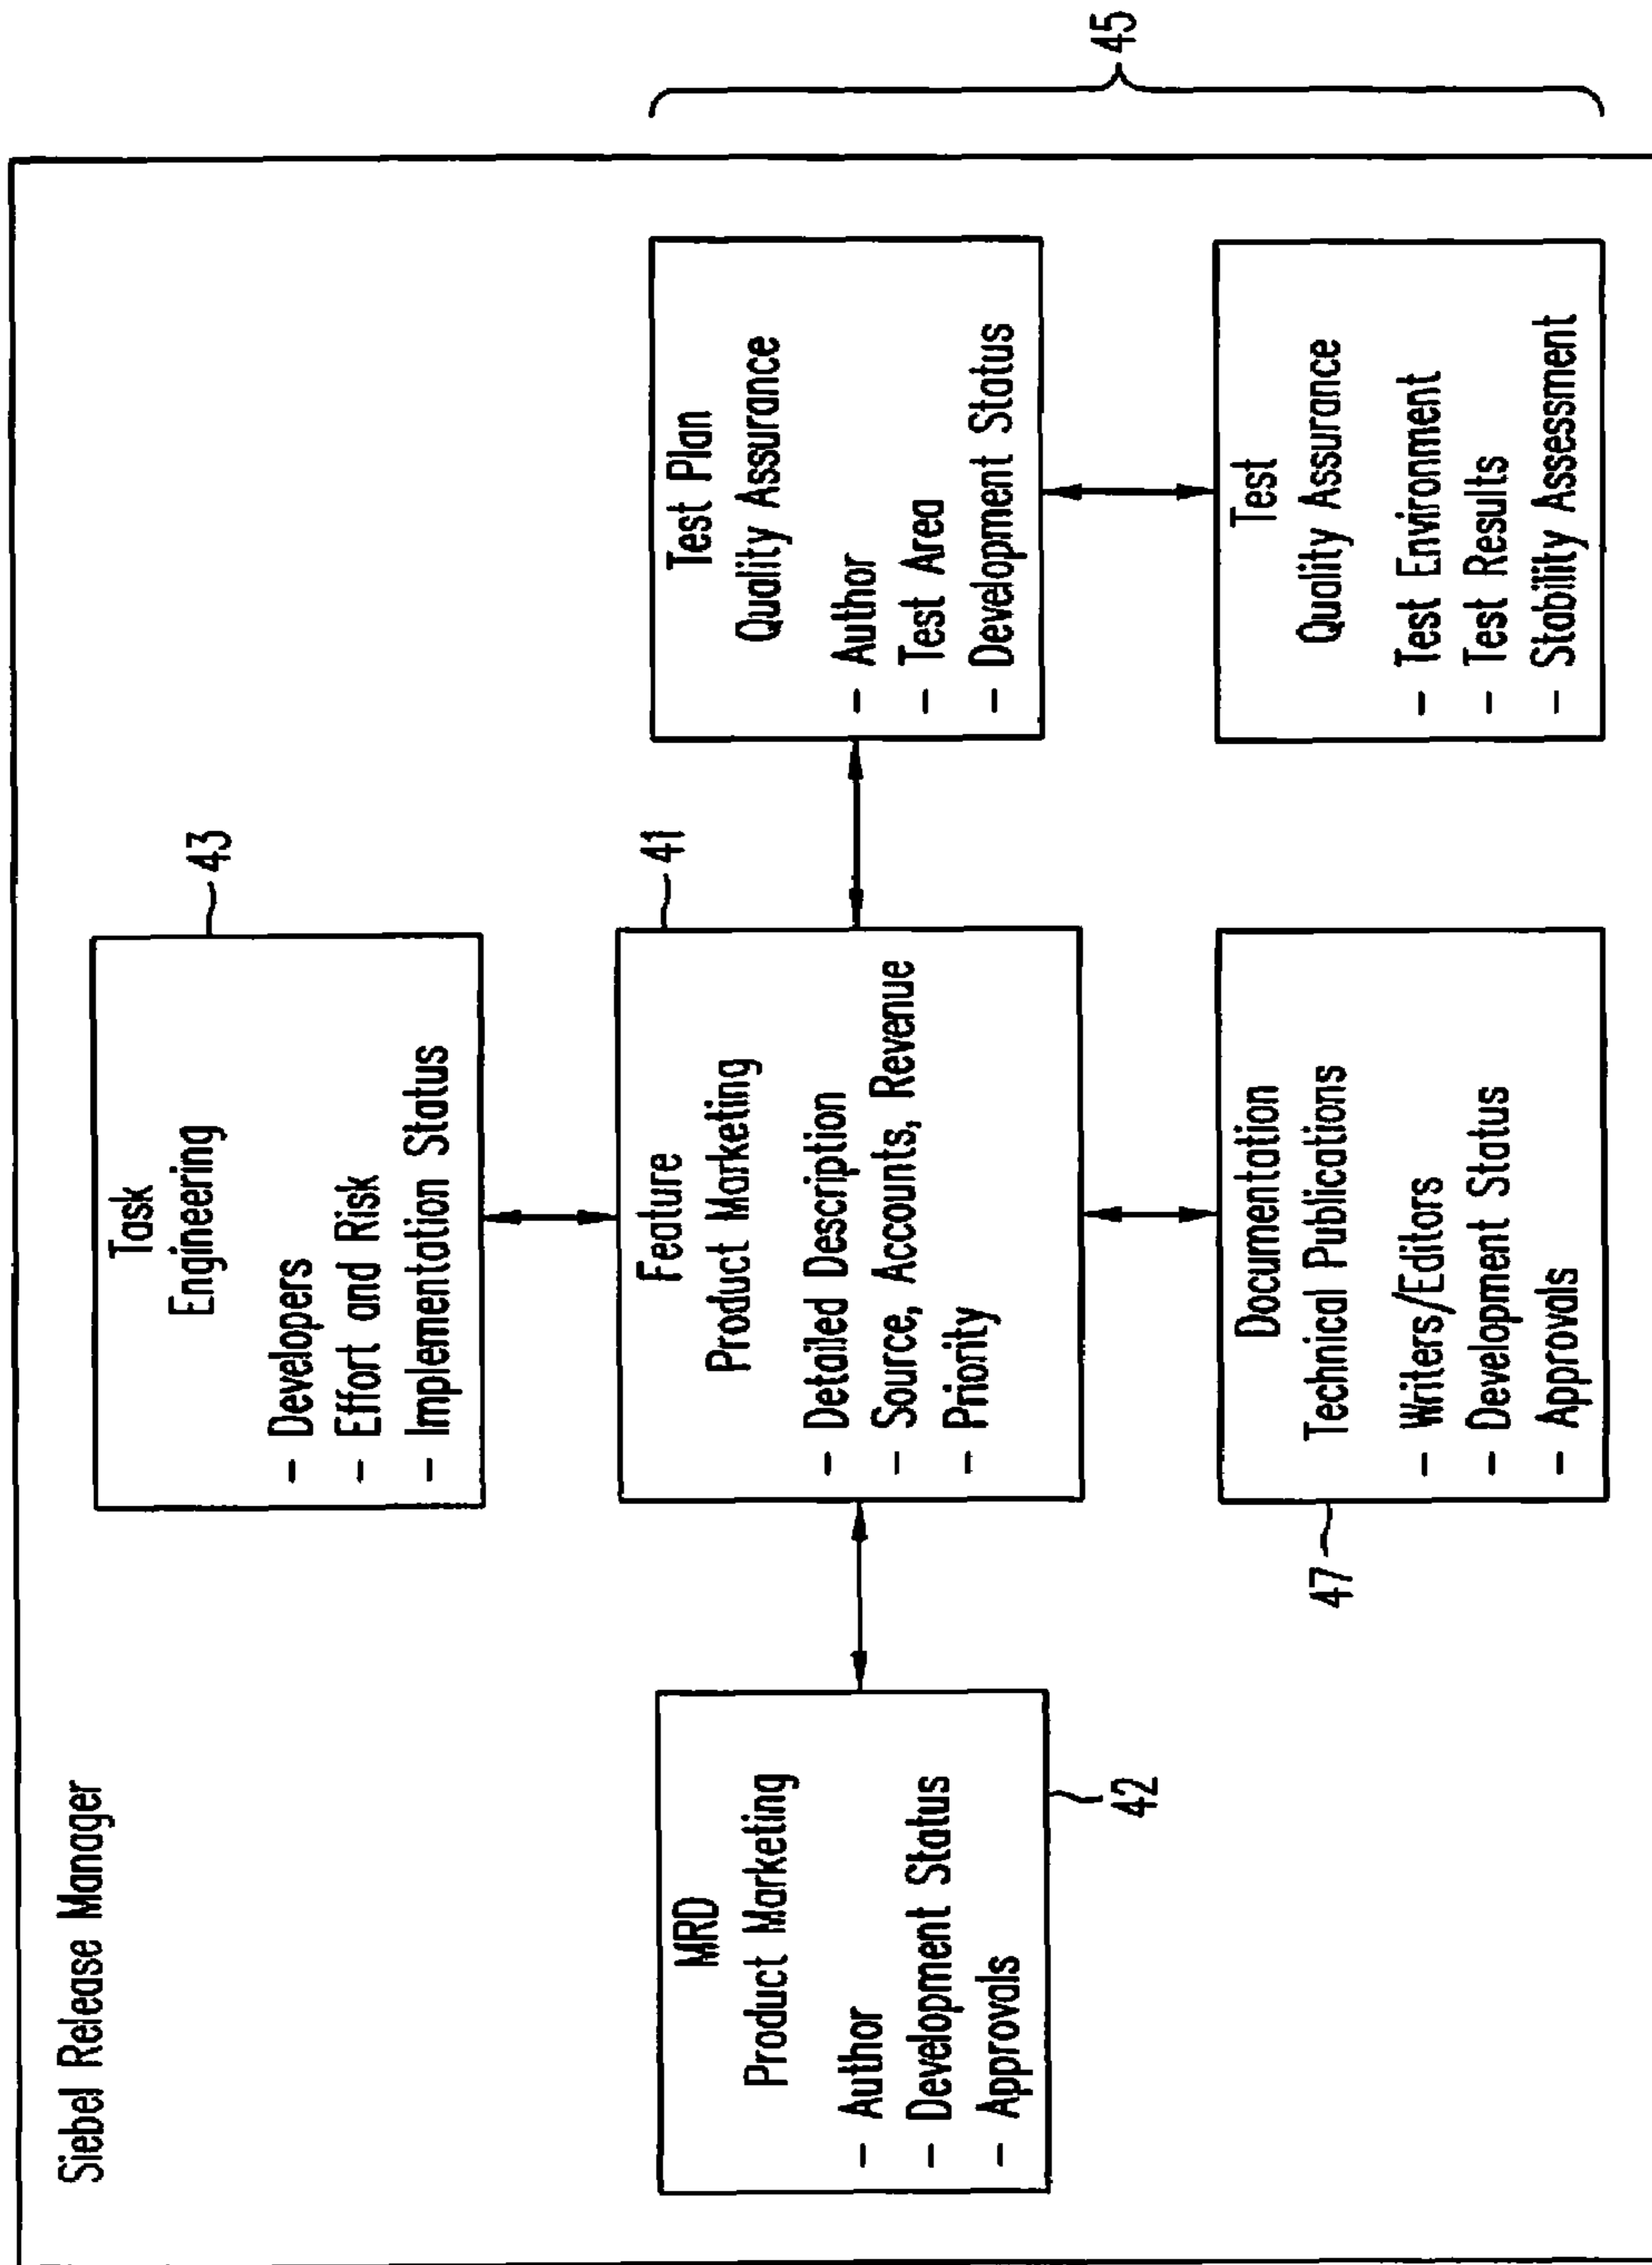 Siebel Release Manager
Task
Engineering
- Developers
- Effort and Risk
- Implementation Status
43
MRD
Product Marketing
- Author
- Development Status
- Approvals
42
Feature
Product Marketing
- Detailed Description
- Source, Accounts, Revenue
- Priority
41
Test Plan
Quality Assurance
- Author
- Test Area
- Development Status
Documentation
Technical Publications
- Writers/Editors
- Development Status
- Approvals
47
Test
Quality Assurance
- Test Environment
- Test Results
- Stability Assessment
45